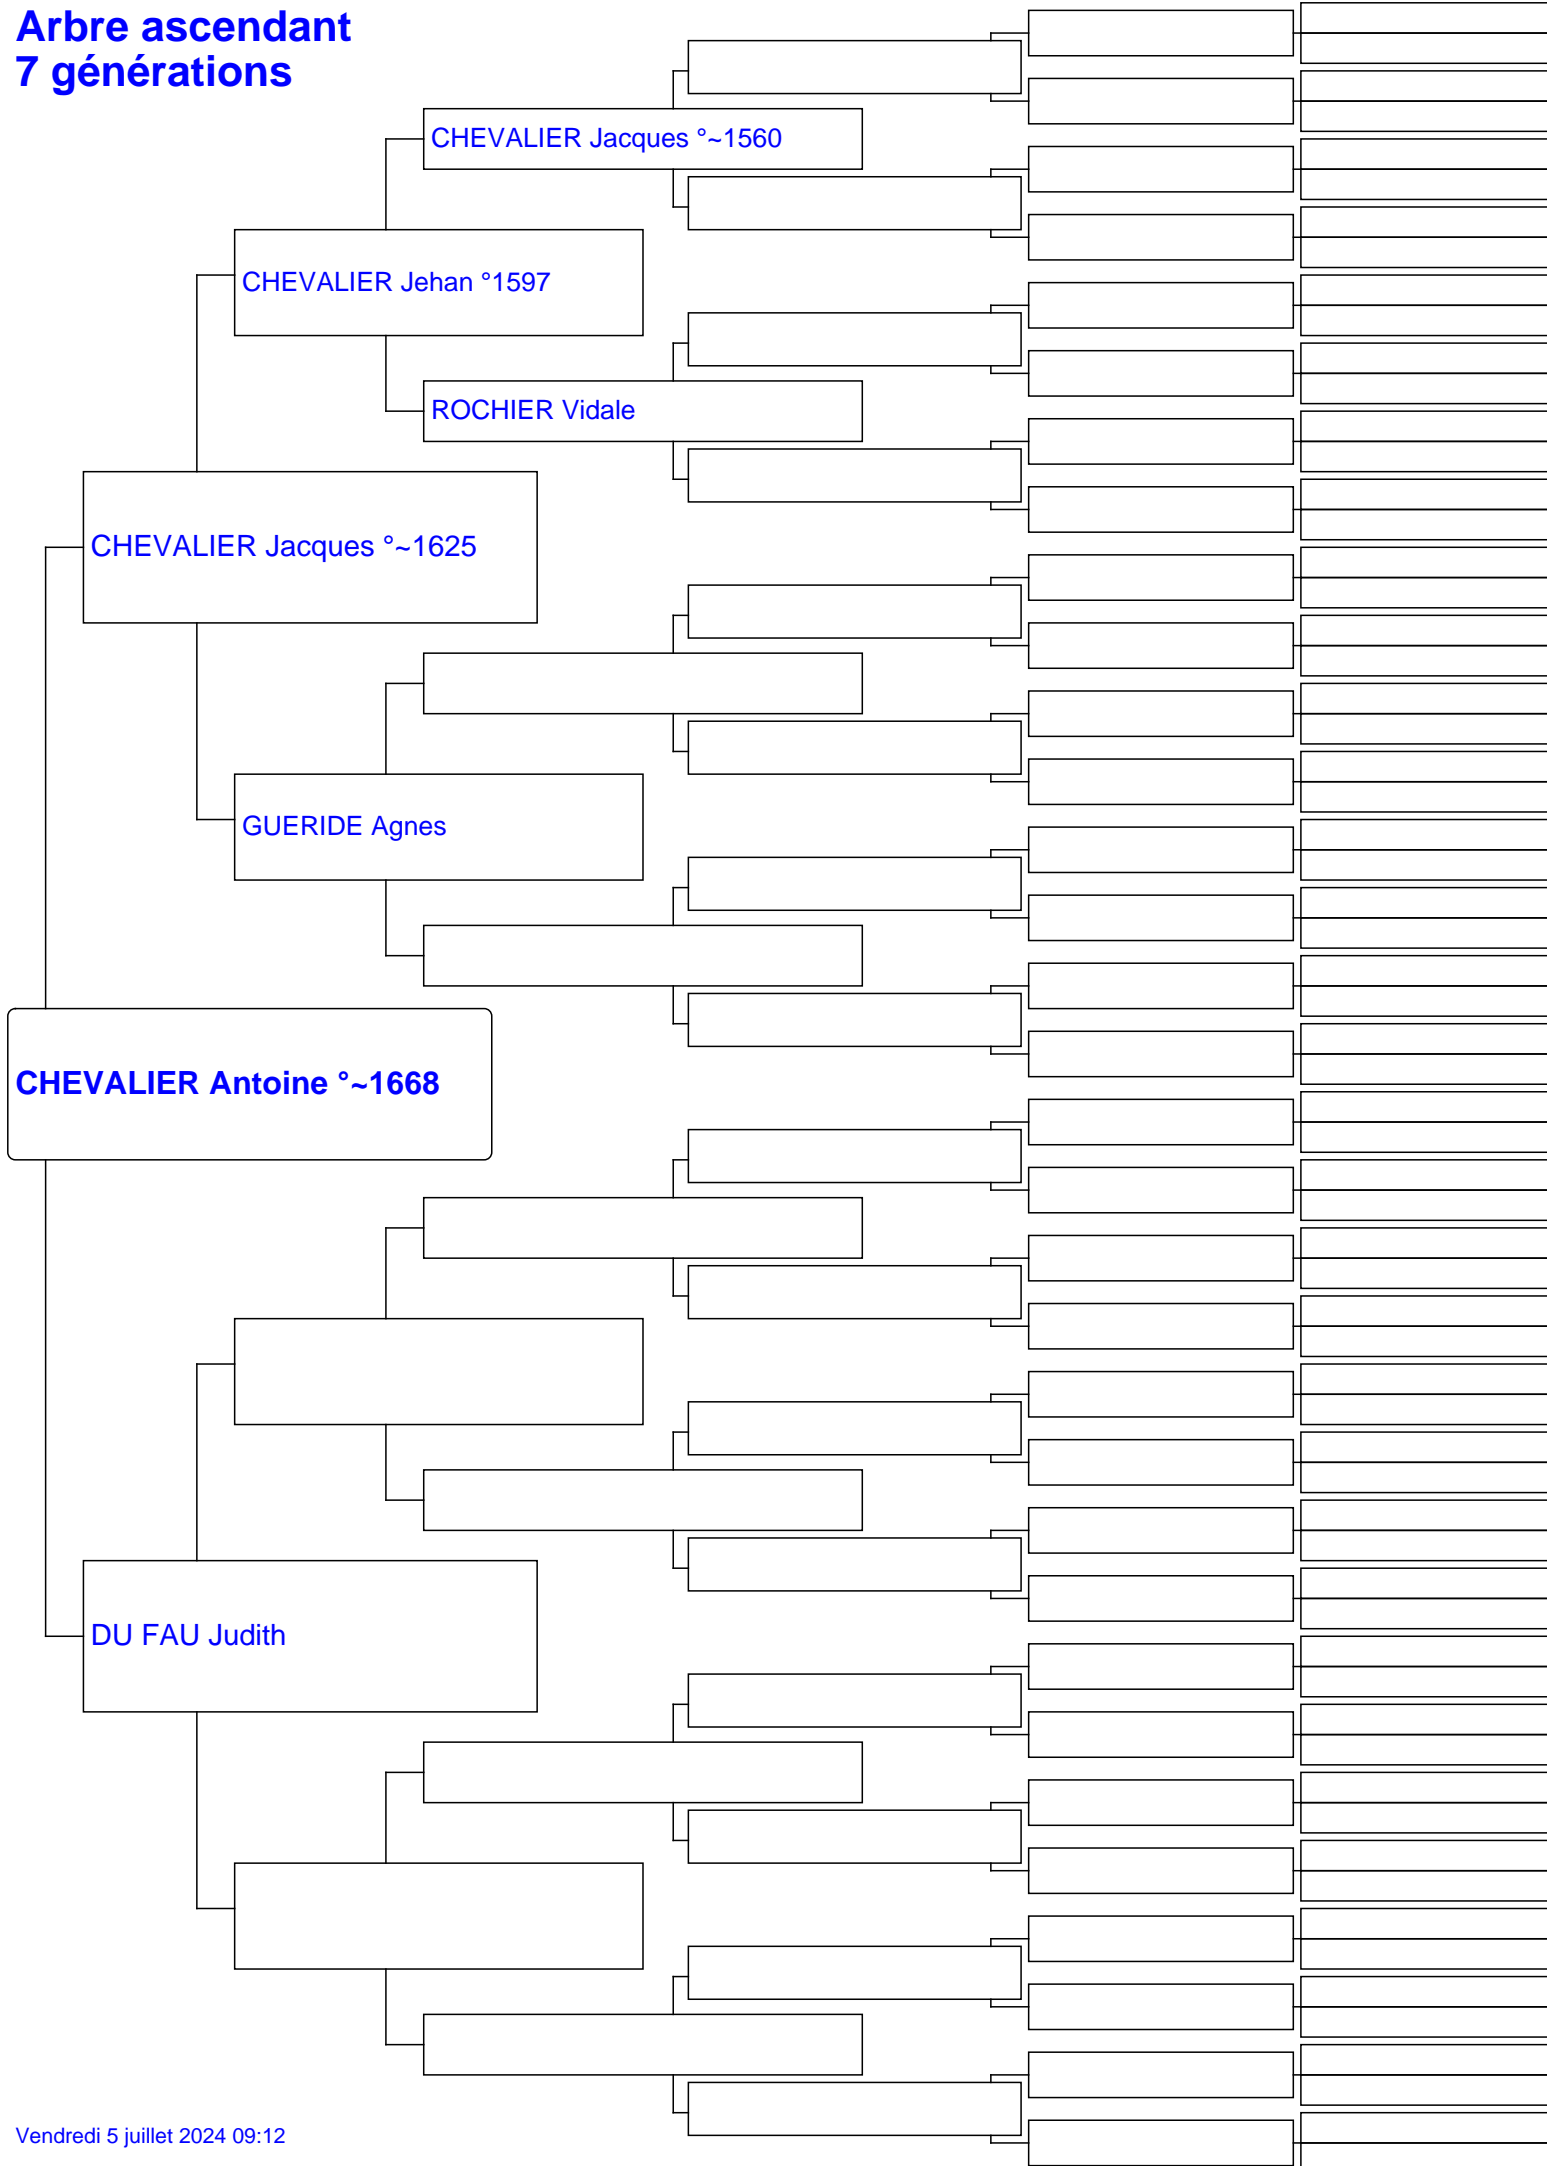 Arbre ascendant
7 générations
CHEVALIER Jacques °~1560
CHEVALIER Jehan °1597
ROCHIER Vidale
CHEVALIER Jacques °~1625
GUERIDE Agnes
CHEVALIER Antoine °~1668
DU FAU Judith
Vendredi 5 juillet 2024 09:12